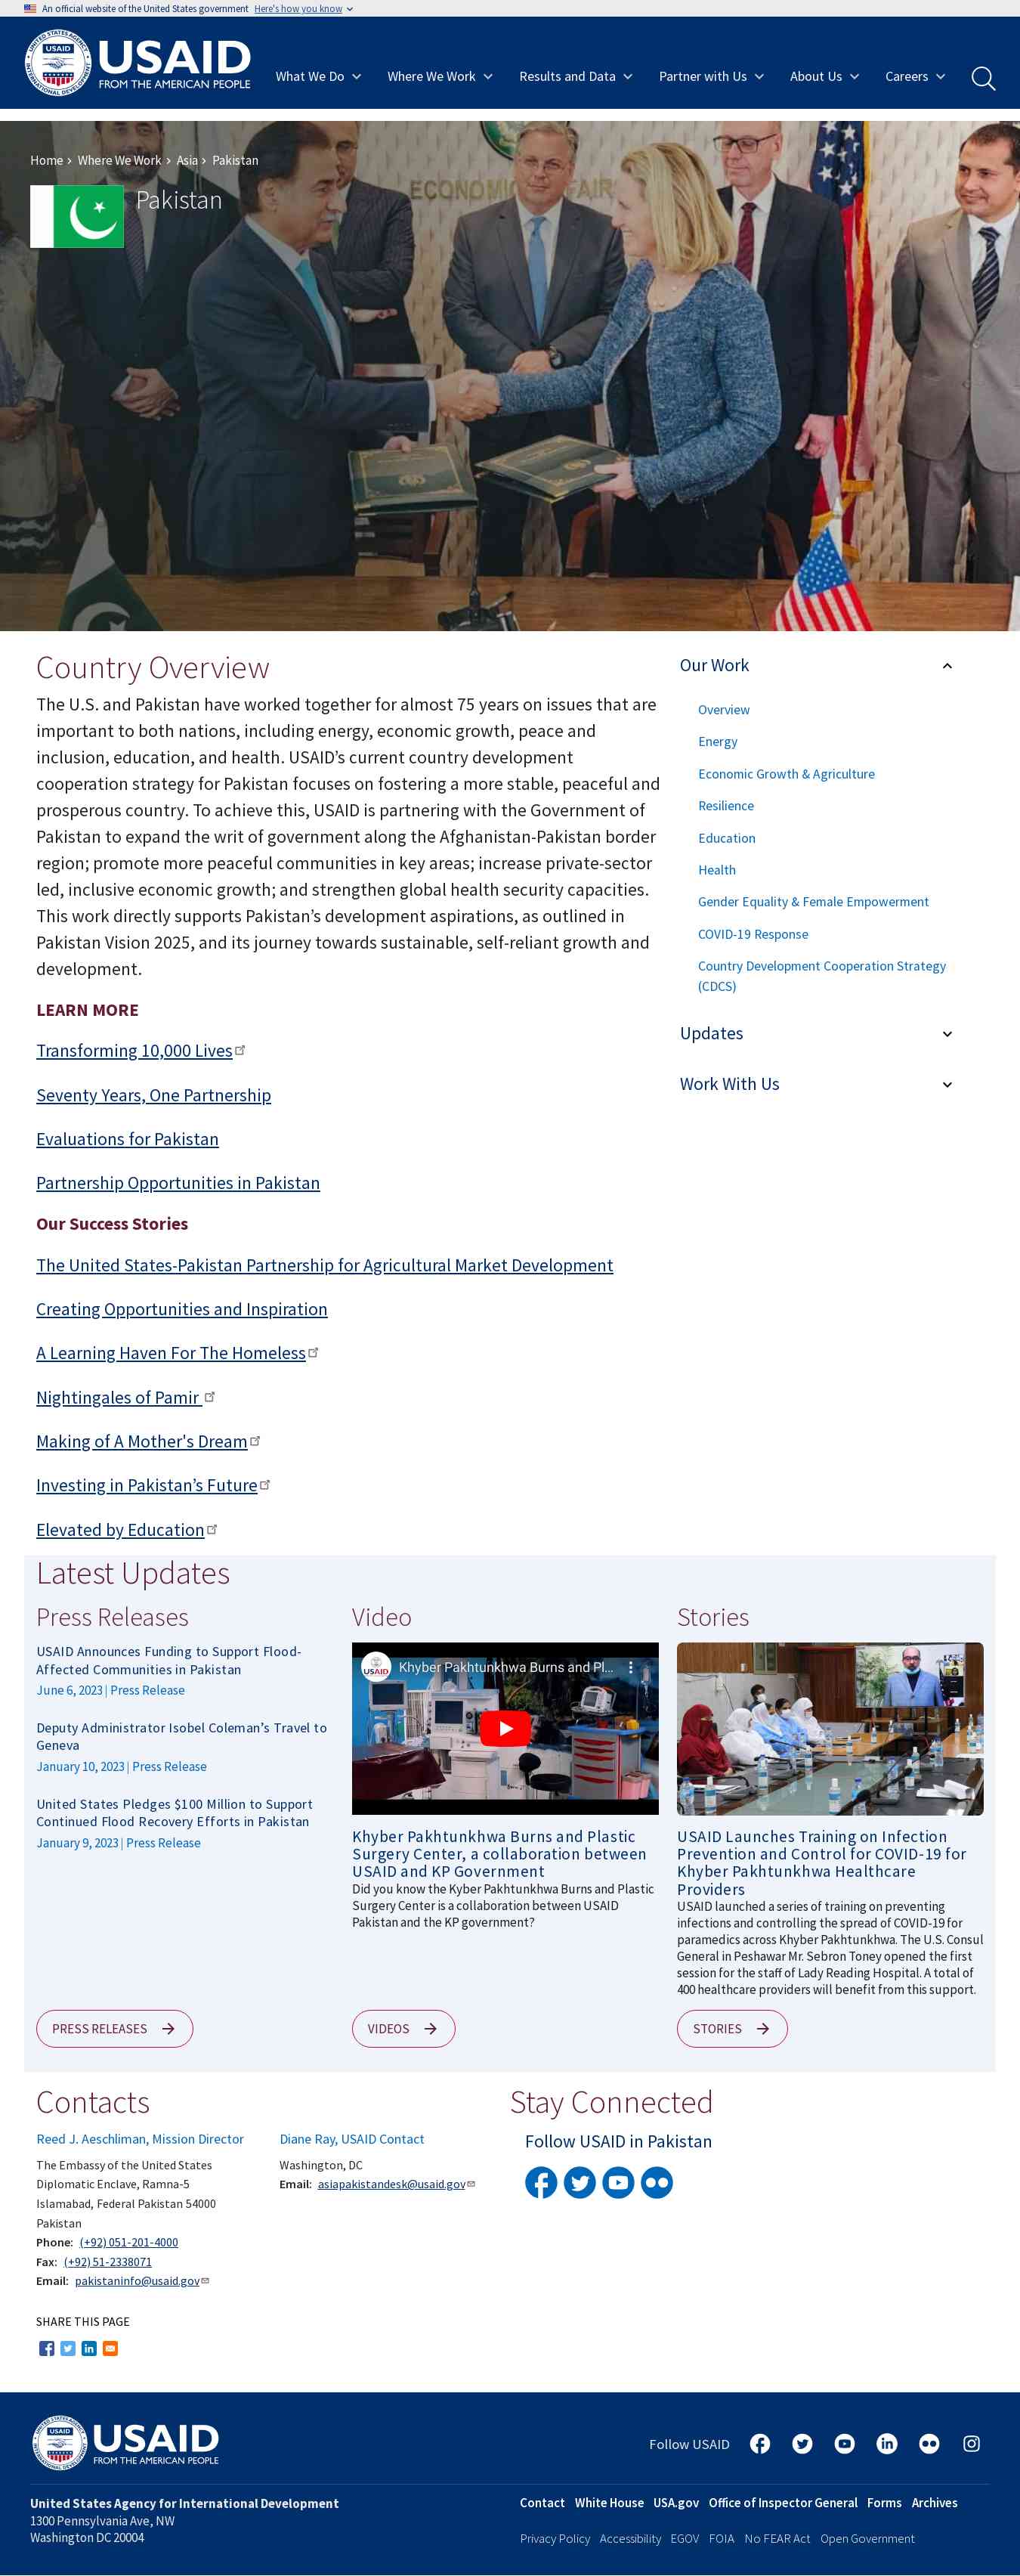 An official website of the United States government Here's how you know
USAID
FROM THE AMERICAN PEOPLE
What We Do
Where We Work
Results and Data
Partner with Us
About Us
Careers
Home > Where We Work > Asia > Pakistan
Pakistan
Country Overview
The U.S. and Pakistan have worked together for almost 75 years on issues that are
important to both nations, including energy, economic growth, peace and
inclusion, education, and health. USAID’s current country development
cooperation strategy for Pakistan focuses on fostering a more stable, peaceful and
prosperous country. To achieve this, USAID is partnering with the Government of
Pakistan to expand the writ of government along the Afghanistan-Pakistan border
region; promote more peaceful communities in key areas; increase private-sector
led, inclusive economic growth; and strengthen global health security capacities.
This work directly supports Pakistan’s development aspirations, as outlined in
Pakistan Vision 2025, and its journey towards sustainable, self-reliant growth and
development.
LEARN MORE
Transforming 10,000 Lives
Seventy Years, One Partnership
Evaluations for Pakistan
Partnership Opportunities in Pakistan
Our Success Stories
The United States-Pakistan Partnership for Agricultural Market Development
Creating Opportunities and Inspiration
A Learning Haven For The Homeless
Nightingales of Pamir
Making of A Mother's Dream
Investing in Pakistan’s Future
Elevated by Education
Our Work
Overview
Energy
Economic Growth & Agriculture
Resilience
Education
Health
Gender Equality & Female Empowerment
COVID-19 Response
Country Development Cooperation Strategy
(CDCS)
Updates
Work With Us
Latest Updates
Press Releases
USAID Announces Funding to Support Flood-
Affected Communities in Pakistan
June 6, 2023 | Press Release
Deputy Administrator Isobel Coleman’s Travel to
Geneva
January 10, 2023 | Press Release
United States Pledges $100 Million to Support
Continued Flood Recovery Efforts in Pakistan
January 9, 2023 | Press Release
PRESS RELEASES
Video
Khyber Pakhtunkhwa Burns and Pl...
Khyber Pakhtunkhwa Burns and Plastic
Surgery Center, a collaboration between
USAID and KP Government
Did you know the Kyber Pakhtunkhwa Burns and Plastic
Surgery Center is a collaboration between USAID
Pakistan and the KP government?
VIDEOS
Stories
USAID Launches Training on Infection
Prevention and Control for COVID-19 for
Khyber Pakhtunkhwa Healthcare
Providers
USAID launched a series of training on preventing
infections and controlling the spread of COVID-19 for
paramedics across Khyber Pakhtunkhwa. The U.S. Consul
General in Peshawar Mr. Sebron Toney opened the first
session for the staff of Lady Reading Hospital. A total of
400 healthcare providers will benefit from this support.
STORIES
Contacts
Reed J. Aeschliman, Mission Director
The Embassy of the United States
Diplomatic Enclave, Ramna-5
Islamabad, Federal Pakistan 54000
Pakistan
Phone: (+92) 051-201-4000
Fax: (+92) 51-2338071
Email: pakistaninfo@usaid.gov
Diane Ray, USAID Contact
Washington, DC
Email: asiapakistandesk@usaid.gov
Stay Connected
Follow USAID in Pakistan
SHARE THIS PAGE
USAID
FROM THE AMERICAN PEOPLE
Follow USAID
United States Agency for International Development
1300 Pennsylvania Ave, NW
Washington DC 20004
Contact White House USA.gov Office of Inspector General Forms Archives
Privacy Policy Accessibility EGOV FOIA No FEAR Act Open Government